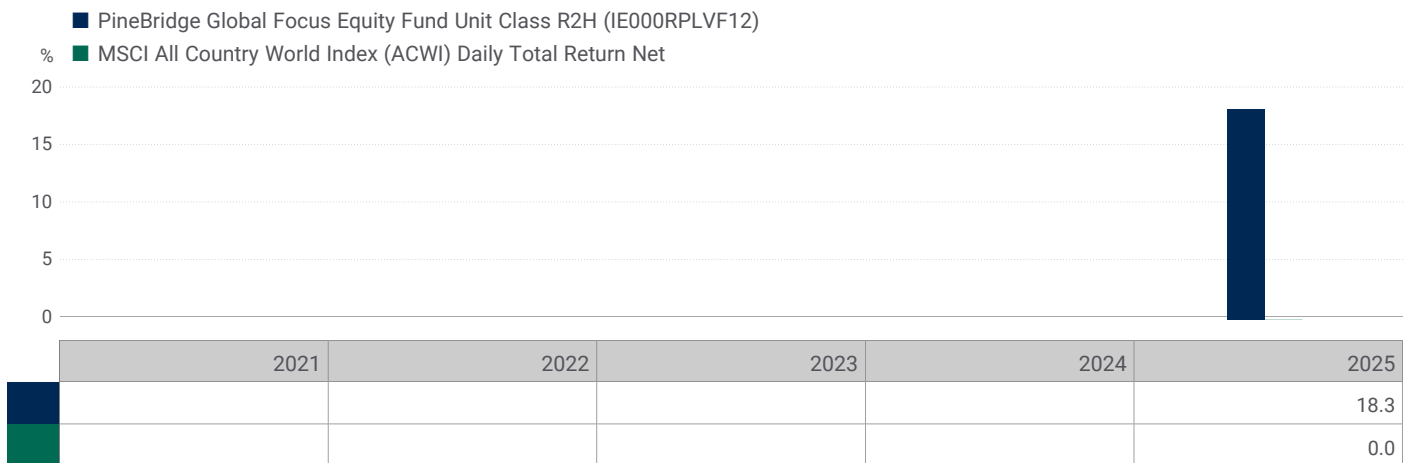 PineBridge Global Focus Equity Fund Unit Class R2H (IE000RPLVF12)
% MSCI All Country World Index (ACWI) Daily Total Return Net
20
15
10
5
0
2021 2022 2023 2024 2025
18.3
0.0